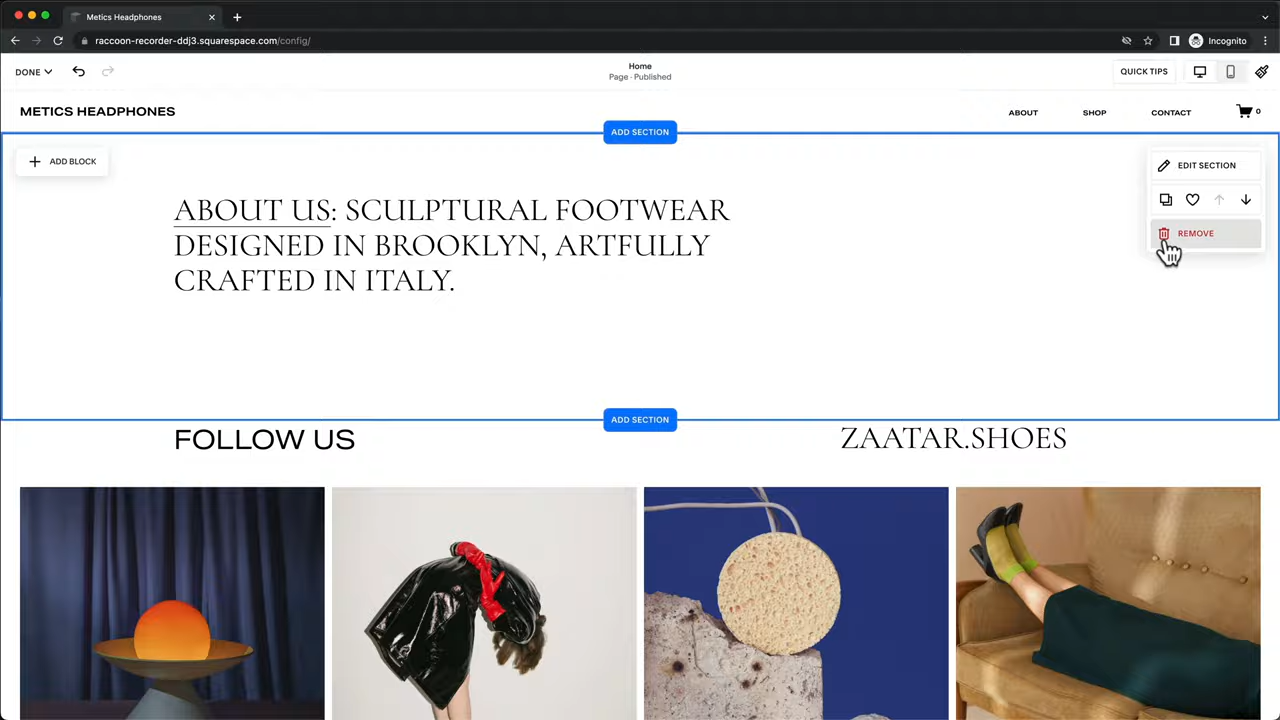 Metics Headphones
raccoon-recorder-ddj3.squarespace.com/config/
Incognito
DONE
Home
Page · Published
QUICK TIPS
METICS HEADPHONES
ABOUT
SHOP
CONTACT
0
ADD SECTION
ADD BLOCK
EDIT SECTION
REMOVE
ABOUT US: SCULPTURAL FOOTWEAR
DESIGNED IN BROOKLYN, ARTFULLY
CRAFTED IN ITALY.
ADD SECTION
FOLLOW US
ZAATAR.SHOES